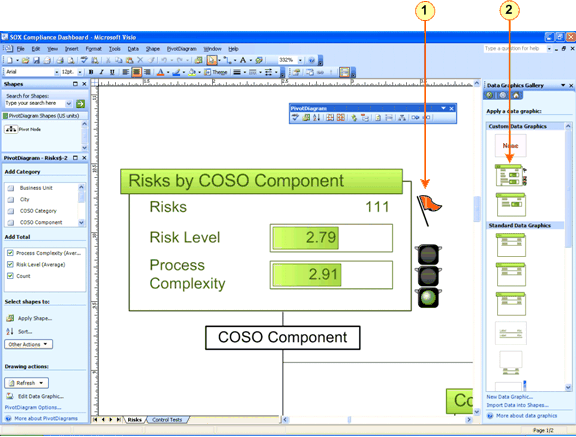 1
2
SOX Compliance Dashboard - Microsoft Visio
File Edit View Insert Format Tools Data Shape PivotDiagram Window Help
Type a question for help
332%
Arial 12pt. Theme
Shapes
Search for Shapes:
Type your search here
PivotDiagram Shapes (US units)
Pivot Node
PivotDiagram - Risks$-2
Add Category
Business Unit
City
COSO Category
COSO Component
Add Total
Process Complexity (Aver...
Risk Level (Average)
Count
Select shapes to:
Apply Shape...
Sort...
Other Actions
Drawing actions:
Refresh
Edit Data Graphic...
PivotDiagram Options...
More about PivotDiagrams
PivotDiagram
Risks by COSO Component
Risks 111
Risk Level 2.79
Process
Complexity 2.91
COSO Component
Co
Risks Control Tests
Data Graphics Gallery
Apply a data graphic:
Custom Data Graphics
None
Standard Data Graphics
New Data Graphic...
Import Data into Shapes...
More about data graphics
Page 1/2